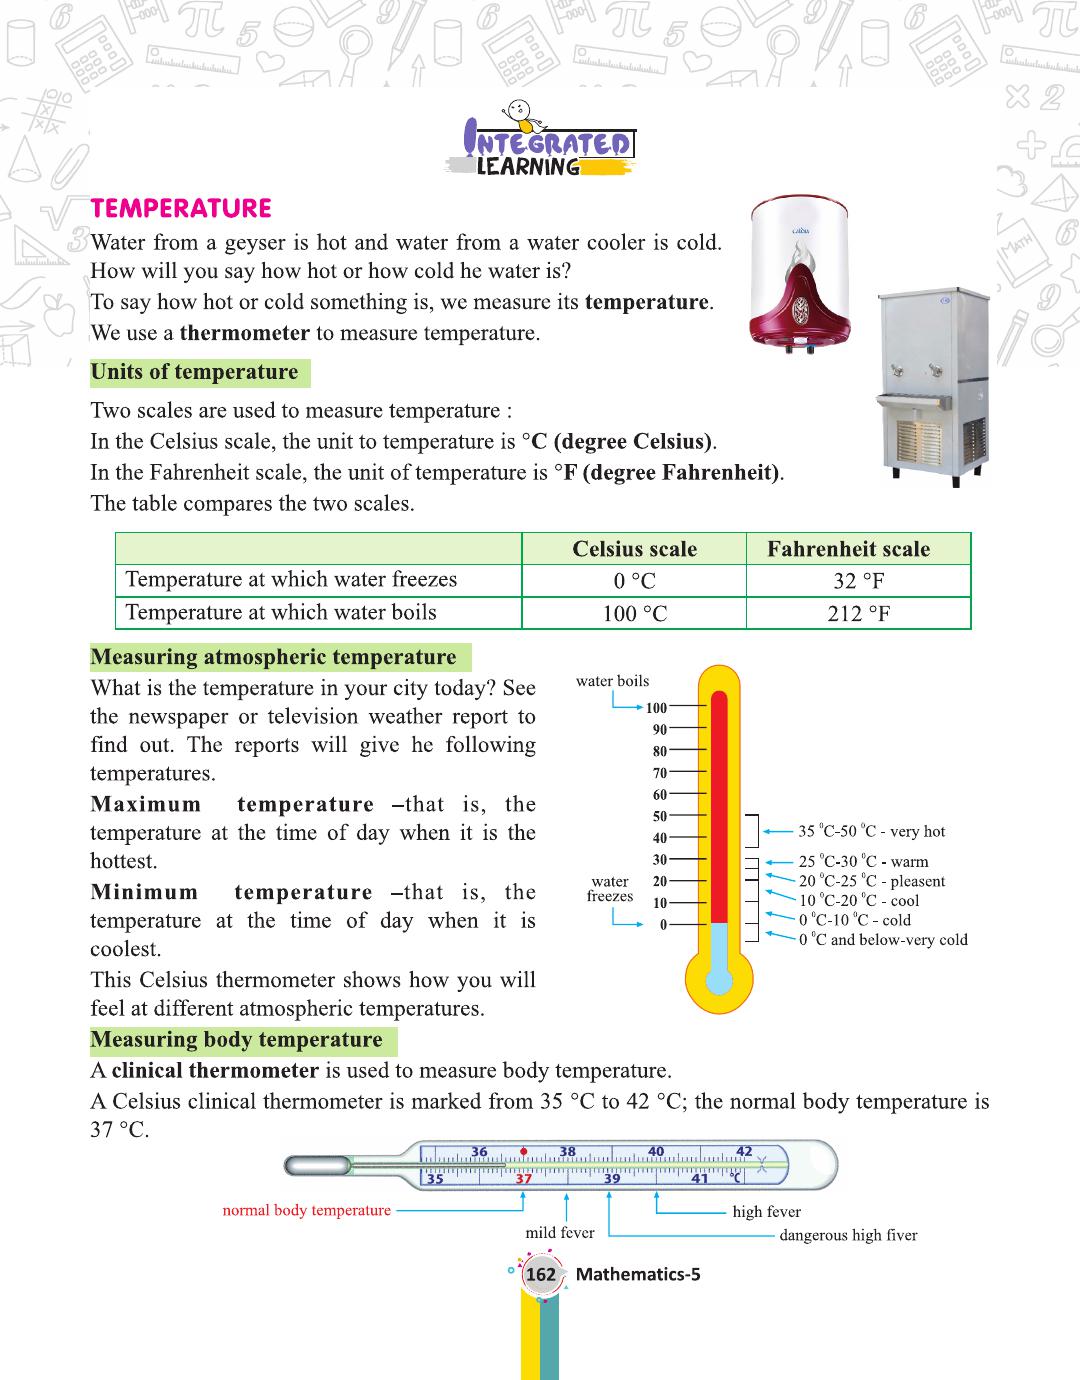 INTEGRATED
LEARNING
TEMPERATURE
Water from a geyser is hot and water from a water cooler is cold.
How will you say how hot or how cold he water is?
To say how hot or cold something is, we measure its temperature.
We use a thermometer to measure temperature.
Units of temperature
Two scales are used to measure temperature :
In the Celsius scale, the unit to temperature is °C (degree Celsius).
In the Fahrenheit scale, the unit of temperature is °F (degree Fahrenheit).
The table compares the two scales.
Celsius scale Fahrenheit scale
Temperature at which water freezes 0 °C 32 °F
Temperature at which water boils 100 °C 212 °F
Measuring atmospheric temperature
What is the temperature in your city today? See
the newspaper or television weather report to
find out. The reports will give he following
temperatures.
Maximum temperature –that is, the
temperature at the time of day when it is the
hottest.
Minimum temperature –that is, the
temperature at the time of day when it is
coolest.
This Celsius thermometer shows how you will
feel at different atmospheric temperatures.
water boils
100
90
80
70
60
50
40
30
20
10
0
water
freezes
35 °C-50 °C - very hot
25 °C-30 °C - warm
20 °C-25 °C - pleasent
10 °C-20 °C - cool
0 °C-10 °C - cold
0 °C and below-very cold
Measuring body temperature
A clinical thermometer is used to measure body temperature.
A Celsius clinical thermometer is marked from 35 °C to 42 °C; the normal body temperature is
37 °C.
36 38 40 42
35 37 39 41 °C
normal body temperature
high fever
mild fever
dangerous high fiver
162 Mathematics-5
× 2
MATH